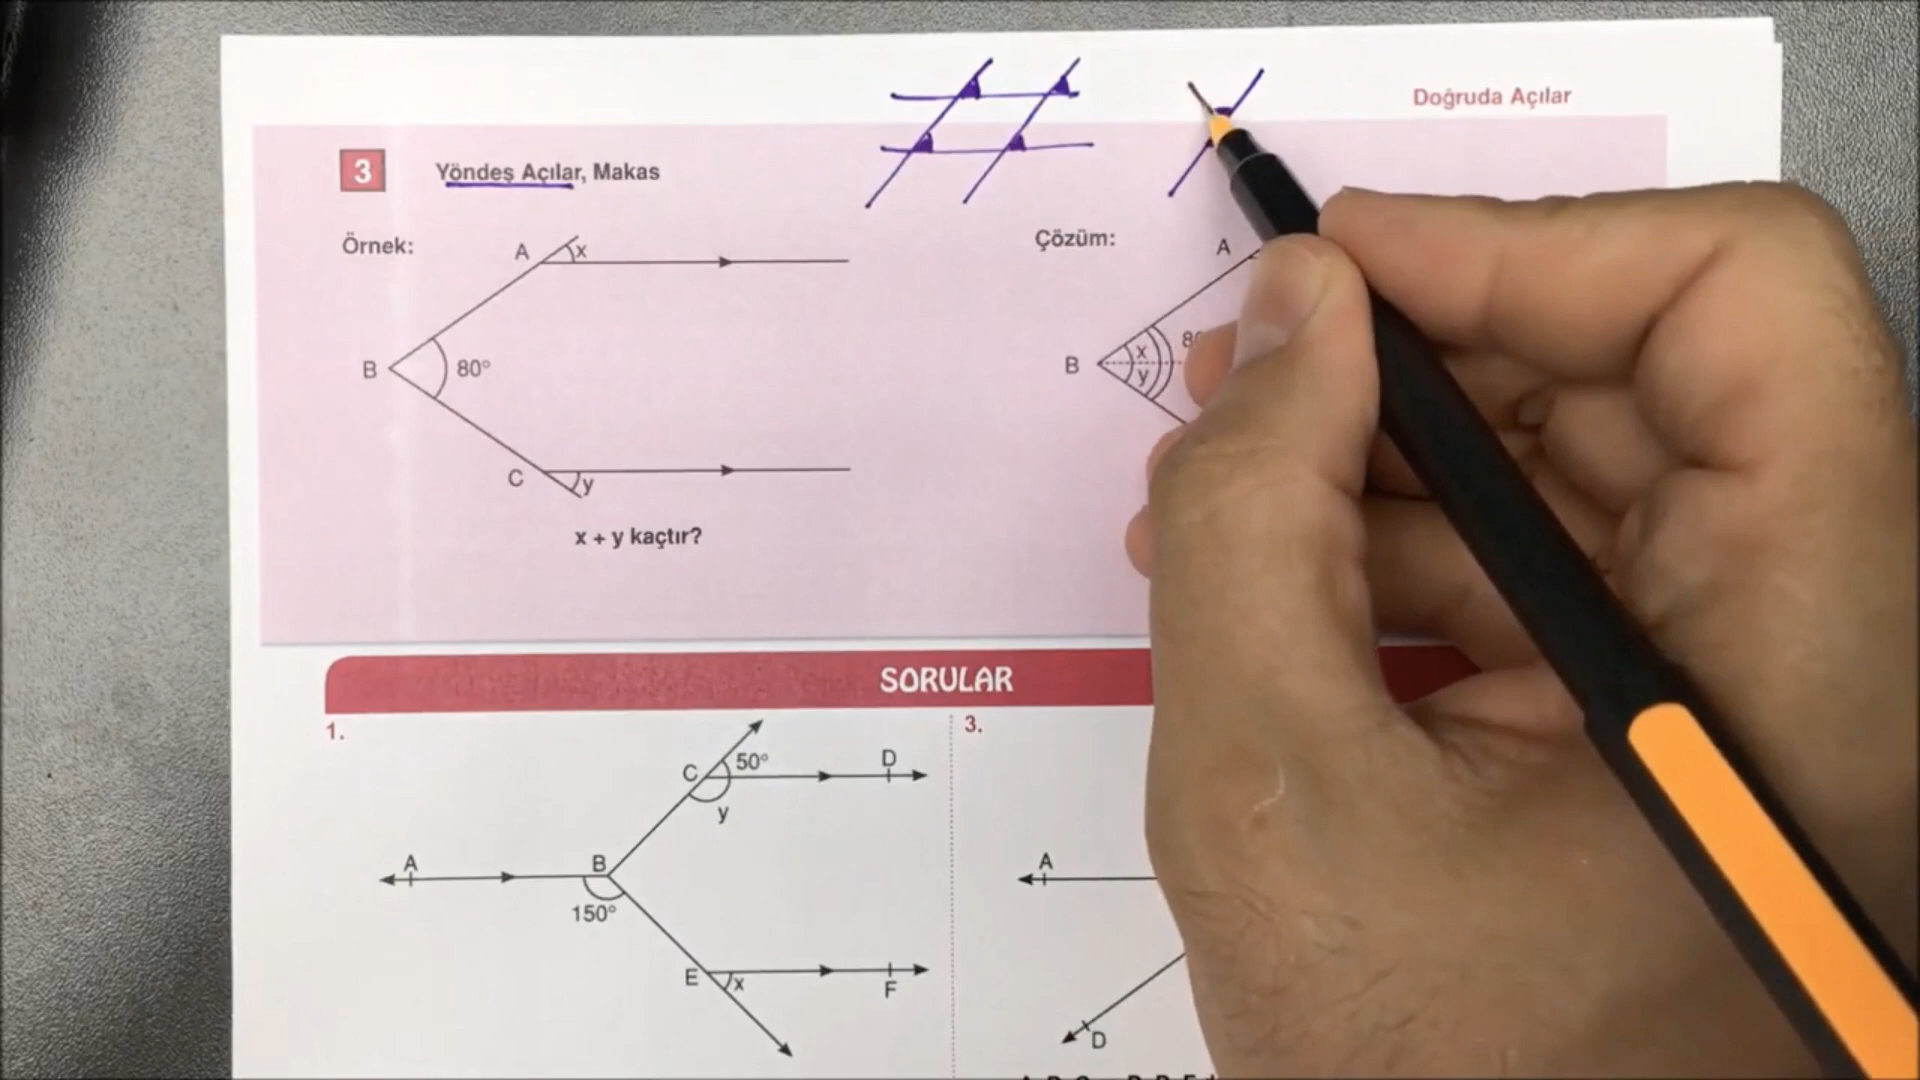 Doğruda Açılar
3 Yöndeş Açılar, Makas
Örnek:
A
x
B
80°
C
y
x + y kaçtır?
Çözüm:
A
B
x
y
SORULAR
1.
C
50°
D
y
A
B
150°
E
x
F
3.
A
D